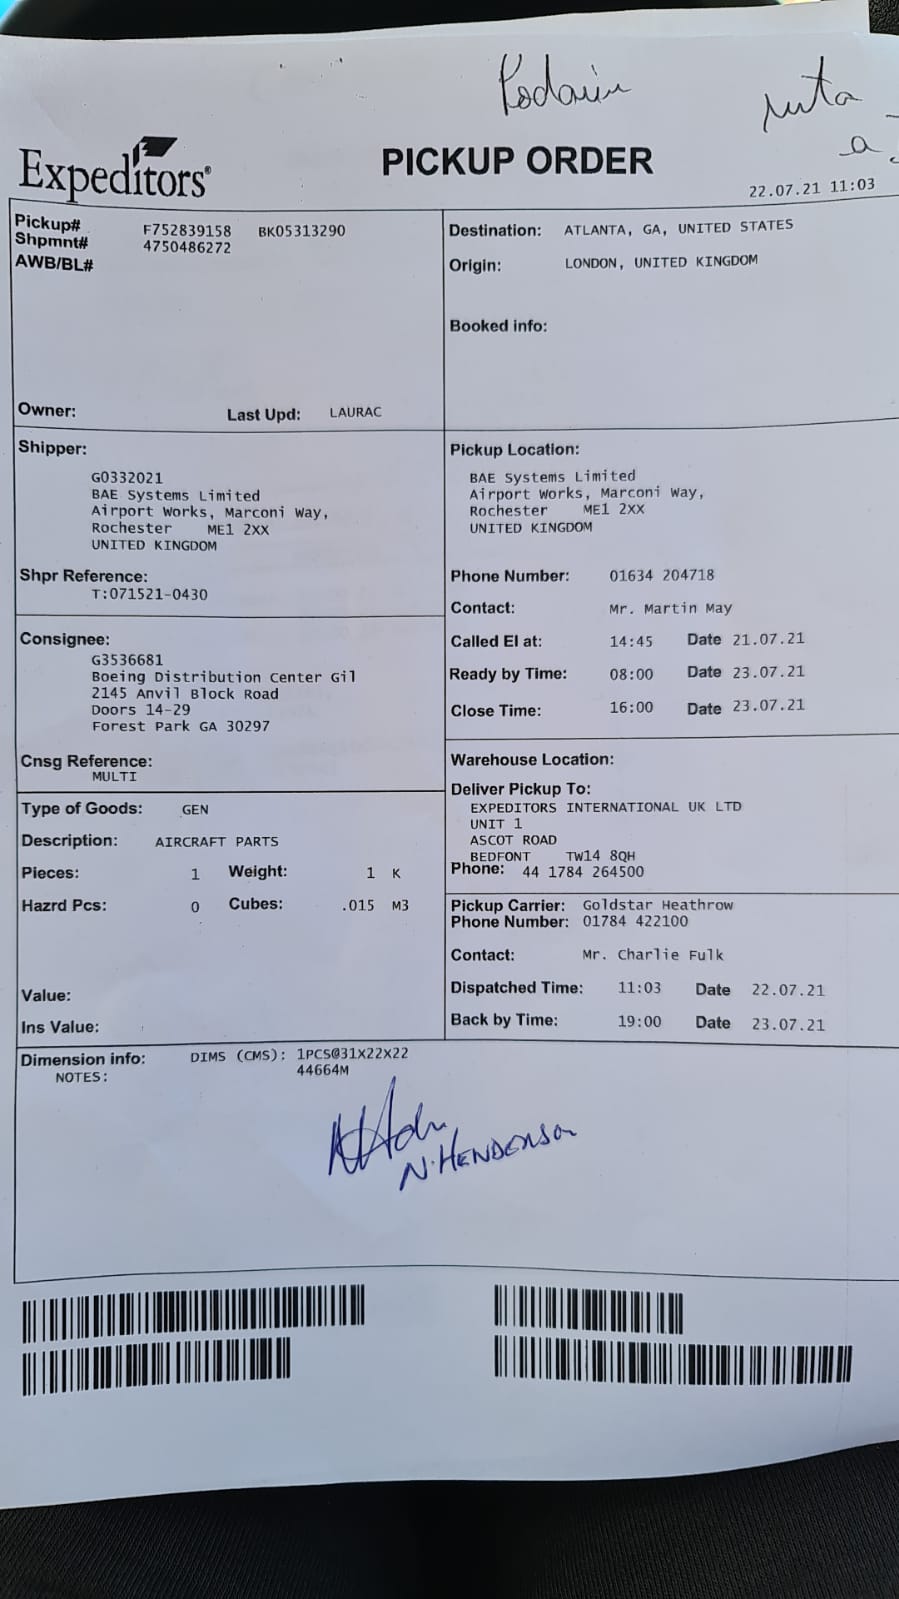 Expeditors®
PICKUP ORDER
ruta
a
22.07.21 11:03
Pickup# F752839158 BK05313290
Shpmnt# 4750486272
AWB/BL#
Owner: Last Upd: LAURAC
Destination: ATLANTA, GA, UNITED STATES
Origin: LONDON, UNITED KINGDOM
Booked info:
Shipper:
G0332021
BAE Systems Limited
Airport Works, Marconi Way,
Rochester ME1 2XX
UNITED KINGDOM
Shpr Reference:
T:071521-0430
Consignee:
G3536681
Boeing Distribution Center Gil
2145 Anvil Block Road
Doors 14-29
Forest Park GA 30297
Cnsg Reference:
MULTI
Type of Goods: GEN
Description: AIRCRAFT PARTS
Pieces: 1 Weight: 1 K
Hazrd Pcs: 0 Cubes: .015 M3
Value:
Ins Value:
Pickup Location:
BAE Systems Limited
Airport Works, Marconi Way,
Rochester ME1 2XX
UNITED KINGDOM
Phone Number: 01634 204718
Contact: Mr. Martin May
Called EI at: 14:45 Date 21.07.21
Ready by Time: 08:00 Date 23.07.21
Close Time: 16:00 Date 23.07.21
Warehouse Location:
Deliver Pickup To:
EXPEDITORS INTERNATIONAL UK LTD
UNIT 1
ASCOT ROAD
BEDFONT TW14 8QH
Phone: 44 1784 264500
Pickup Carrier: Goldstar Heathrow
Phone Number: 01784 422100
Contact: Mr. Charlie Fulk
Dispatched Time: 11:03 Date 22.07.21
Back by Time: 19:00 Date 23.07.21
Dimension info: DIMS (CMS): 1PCS@31X22X22
NOTES: 44664M
N.HENDERSON